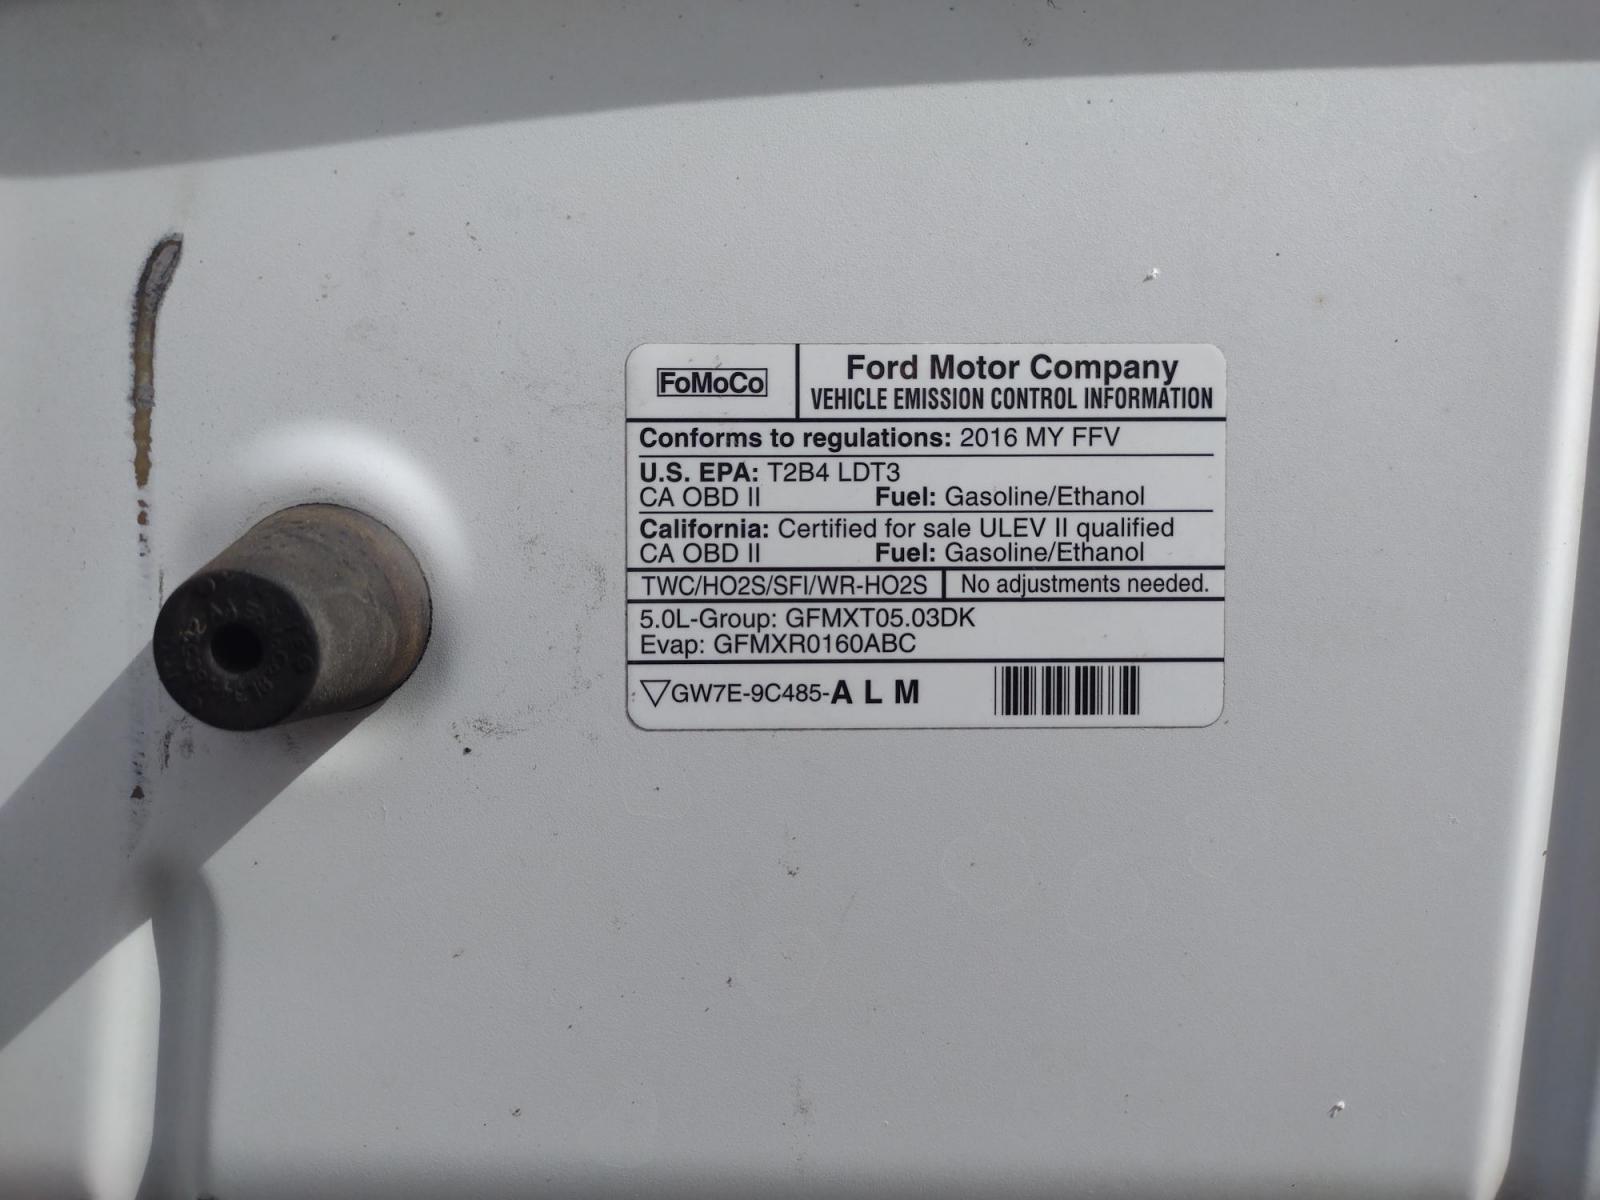 FoMoCo
Ford Motor Company
VEHICLE EMISSION CONTROL INFORMATION
Conforms to regulations: 2016 MY FFV
U.S. EPA: T2B4 LDT3
CA OBD II Fuel: Gasoline/Ethanol
California: Certified for sale ULEV II qualified
CA OBD II Fuel: Gasoline/Ethanol
TWC/HO2S/SFI/WR-HO2S No adjustments needed.
5.0L-Group: GFMXT05.03DK
Evap: GFMXR0160ABC
GW7E-9C485-A L M